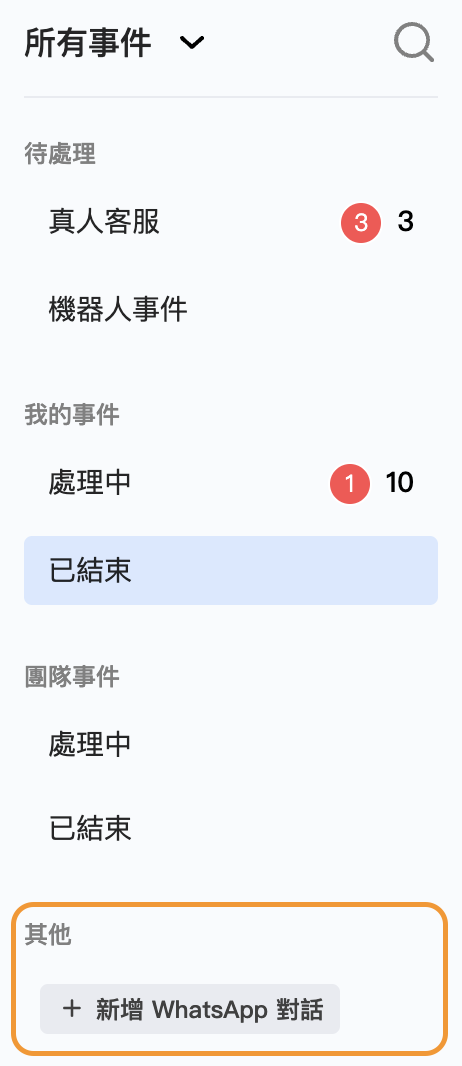 所有事件
待處理
真人客服 3 3
機器人事件
我的事件
處理中 1 10
已結束
團隊事件
處理中
已結束
其他
+ 新增 WhatsApp 對話